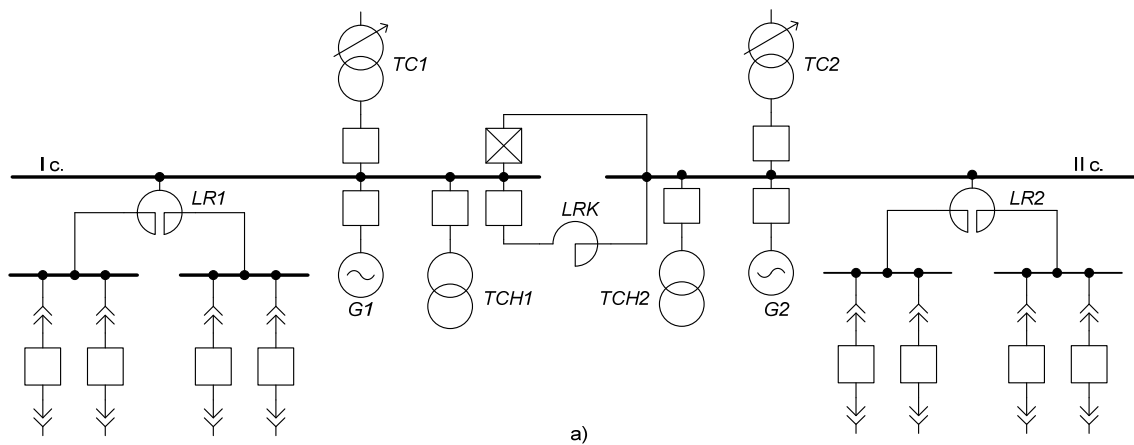 TC1
TC2
I c.
II c.
LR1
LRK
LR2
G1
TCH1
TCH2
G2
a)